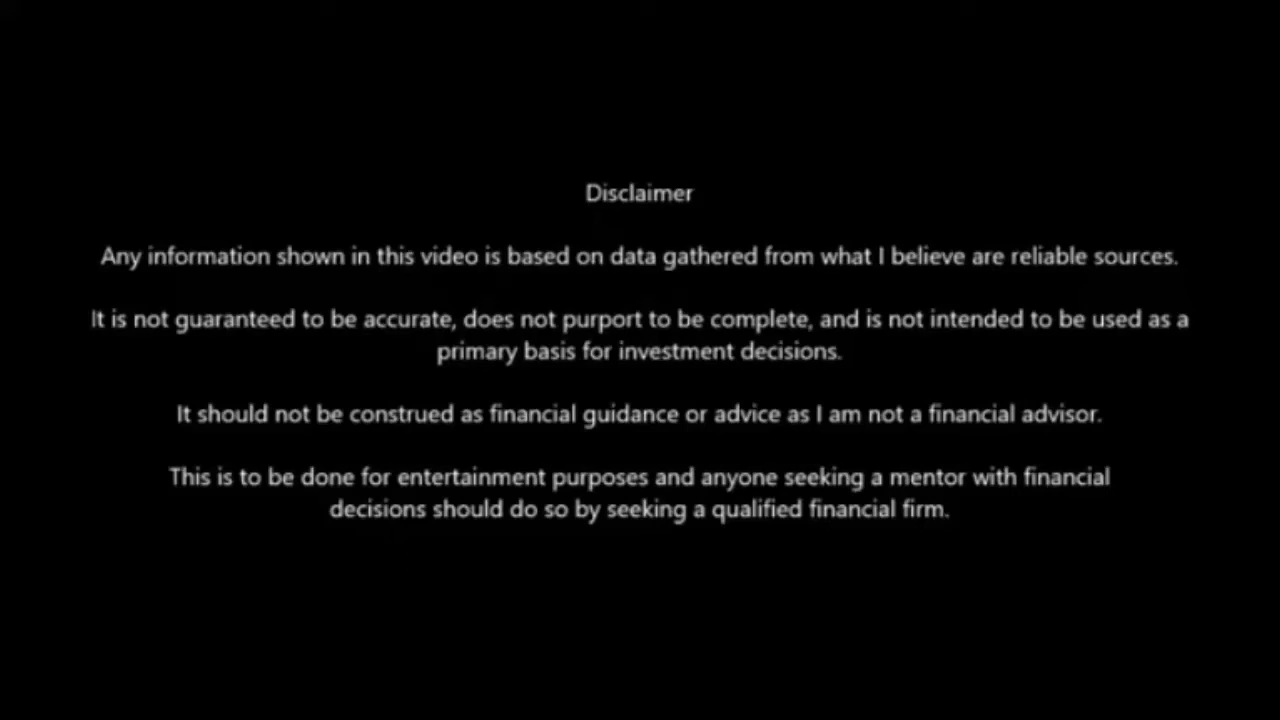 Disclaimer
Any information shown in this video is based on data gathered from what I believe are reliable sources.
It is not guaranteed to be accurate, does not purport to be complete, and is not intended to be used as a
primary basis for investment decisions.
It should not be construed as financial guidance or advice as I am not a financial advisor.
This is to be done for entertainment purposes and anyone seeking a mentor with financial
decisions should do so by seeking a qualified financial firm.